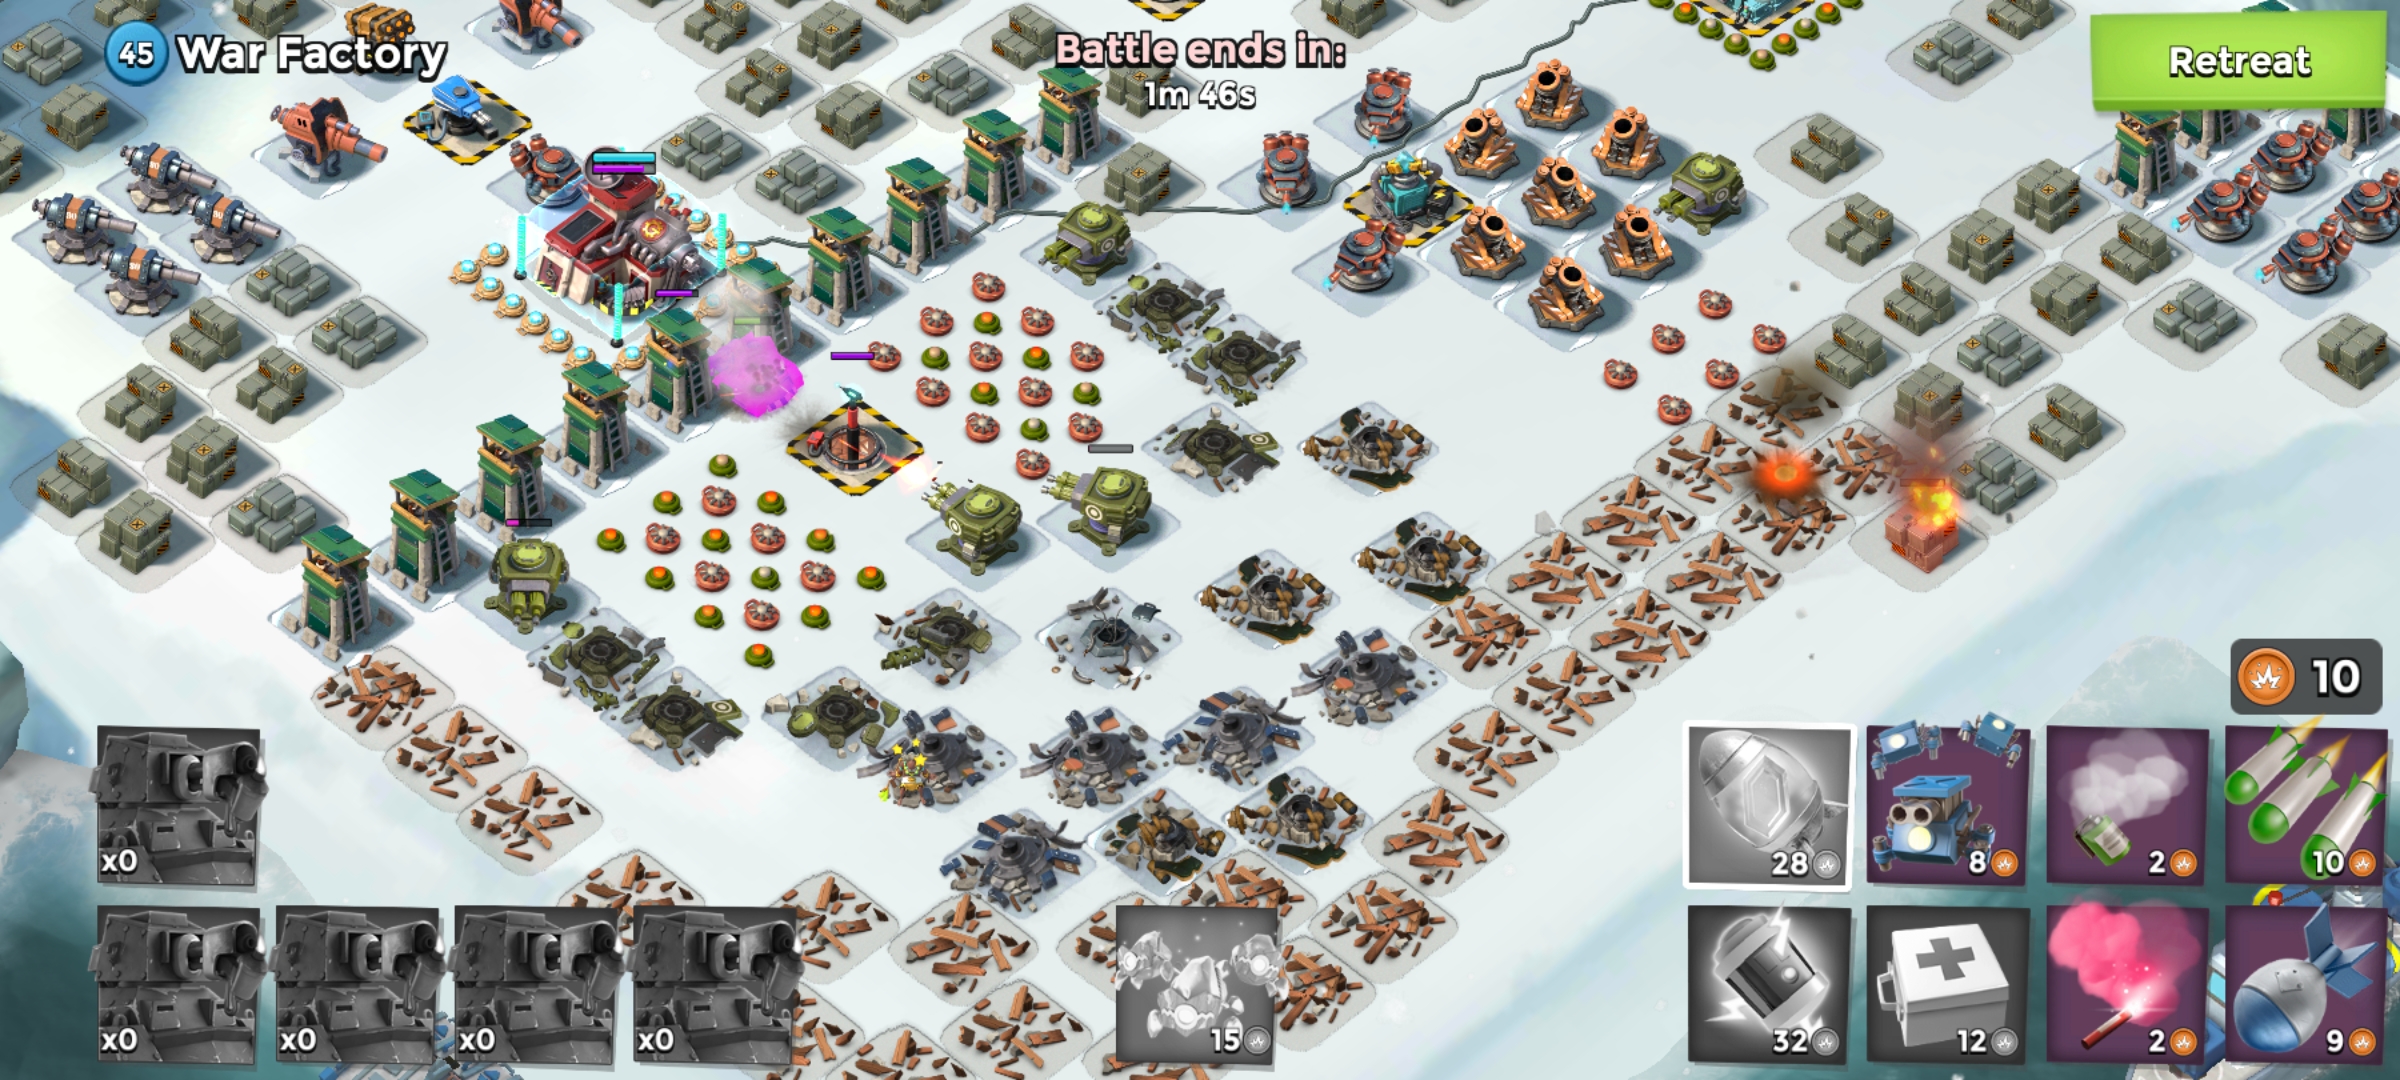 45 War Factory
Battle ends in:
1m 46s
Retreat
10
x0
28
8
2
10
x0
x0
x0
x0
15
32
12
2
9